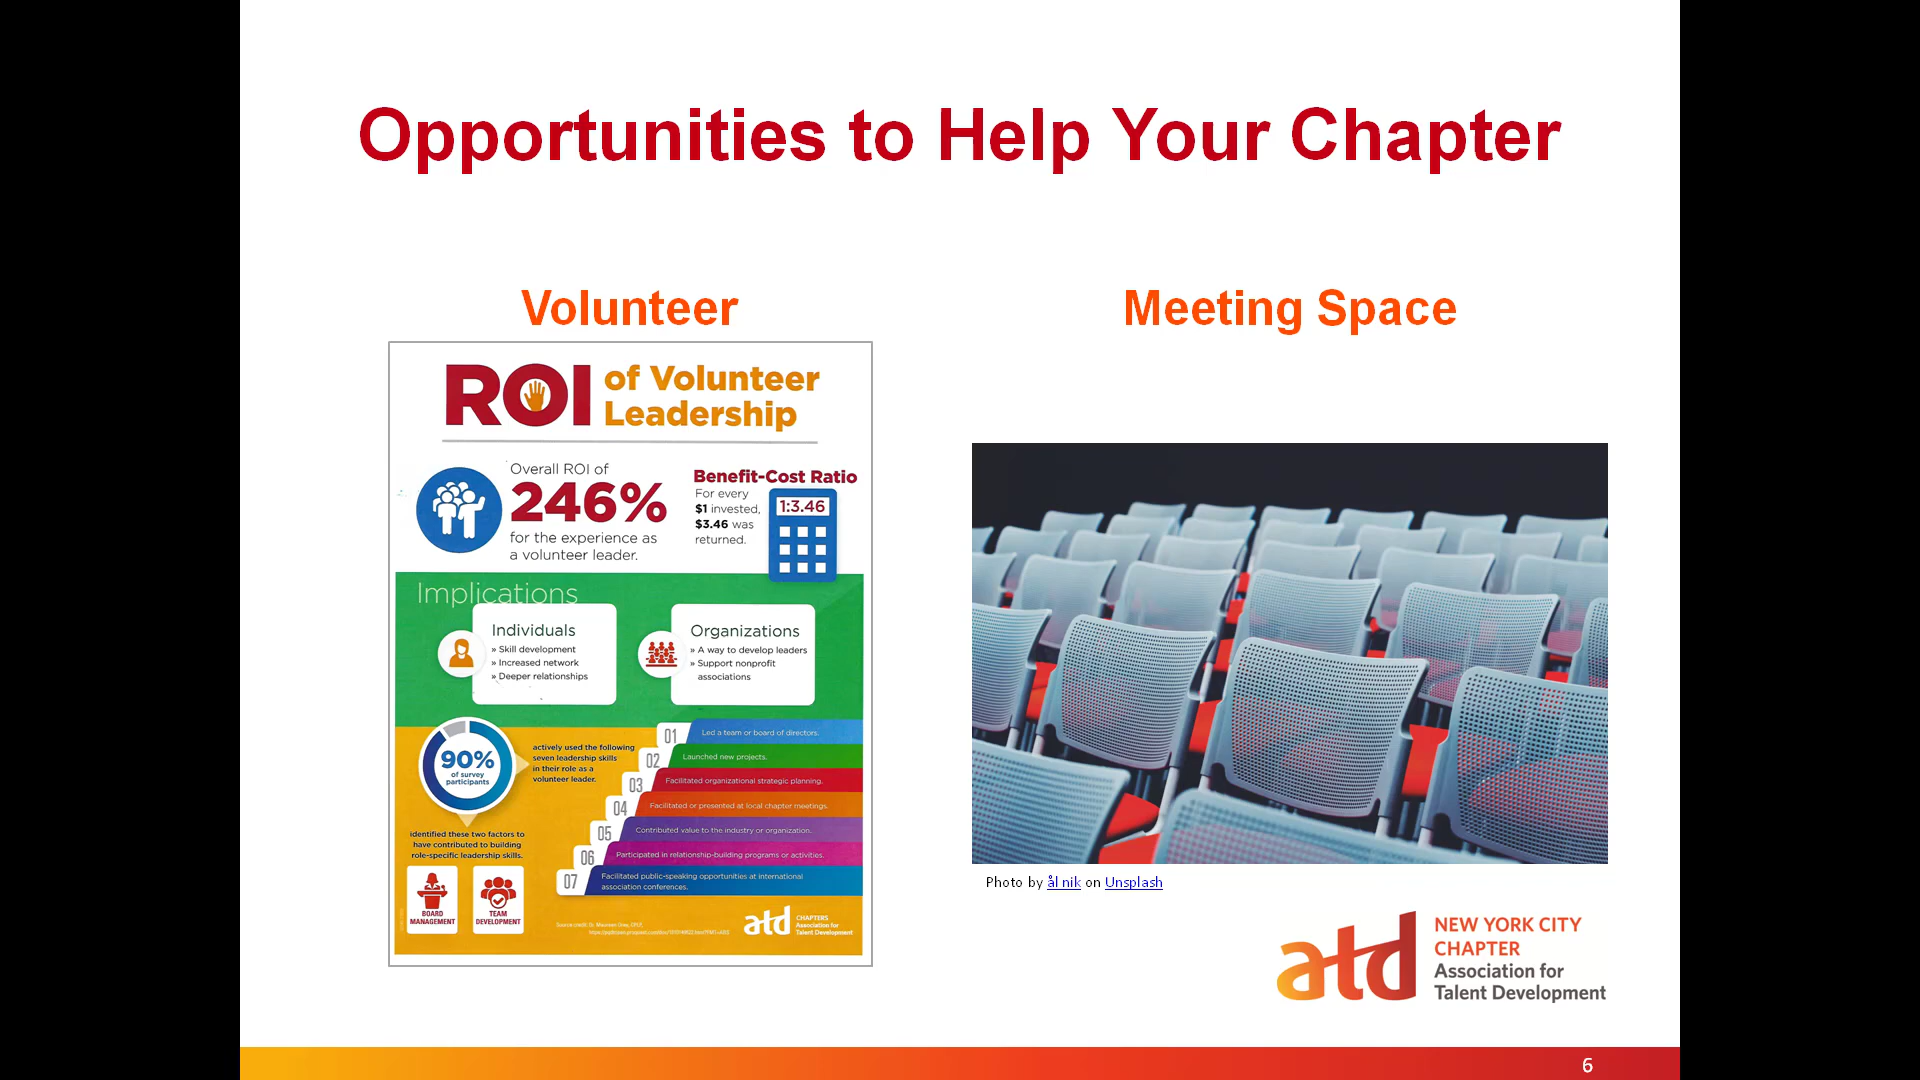 Opportunities to Help Your Chapter
Volunteer
ROI of Volunteer
Leadership
Overall ROI of
246%
for the experience as
a volunteer leader.
Benefit-Cost Ratio
For every
$1 invested,
$3.46 was
returned.
1:3.46
Implications
Individuals
» Skill development
» Increased network
» Deeper relationships
Organizations
» A way to develop leaders
» Support nonprofit
associations
90%
of survey
participants
actively used the following
seven leadership skills
in their role as a
volunteer leader.
identified these two factors to
have contributed to building
role-specific leadership skills.
BOARD
MANAGEMENT
TEAM
DEVELOPMENT
01 Led a team or board of directors.
02 Launched new projects.
03 Facilitated organizational strategic planning.
04 Facilitated or presented at local chapter meetings.
05 Contributed value to the industry or organization.
06 Participated in relationship-building programs or activities.
07 Facilitated public-speaking opportunities at international
association conferences.
atd CHAPTERS
Association for
Talent Development
Meeting Space
Photo by ål nik on Unsplash
atd NEW YORK CITY
CHAPTER
Association for
Talent Development
6